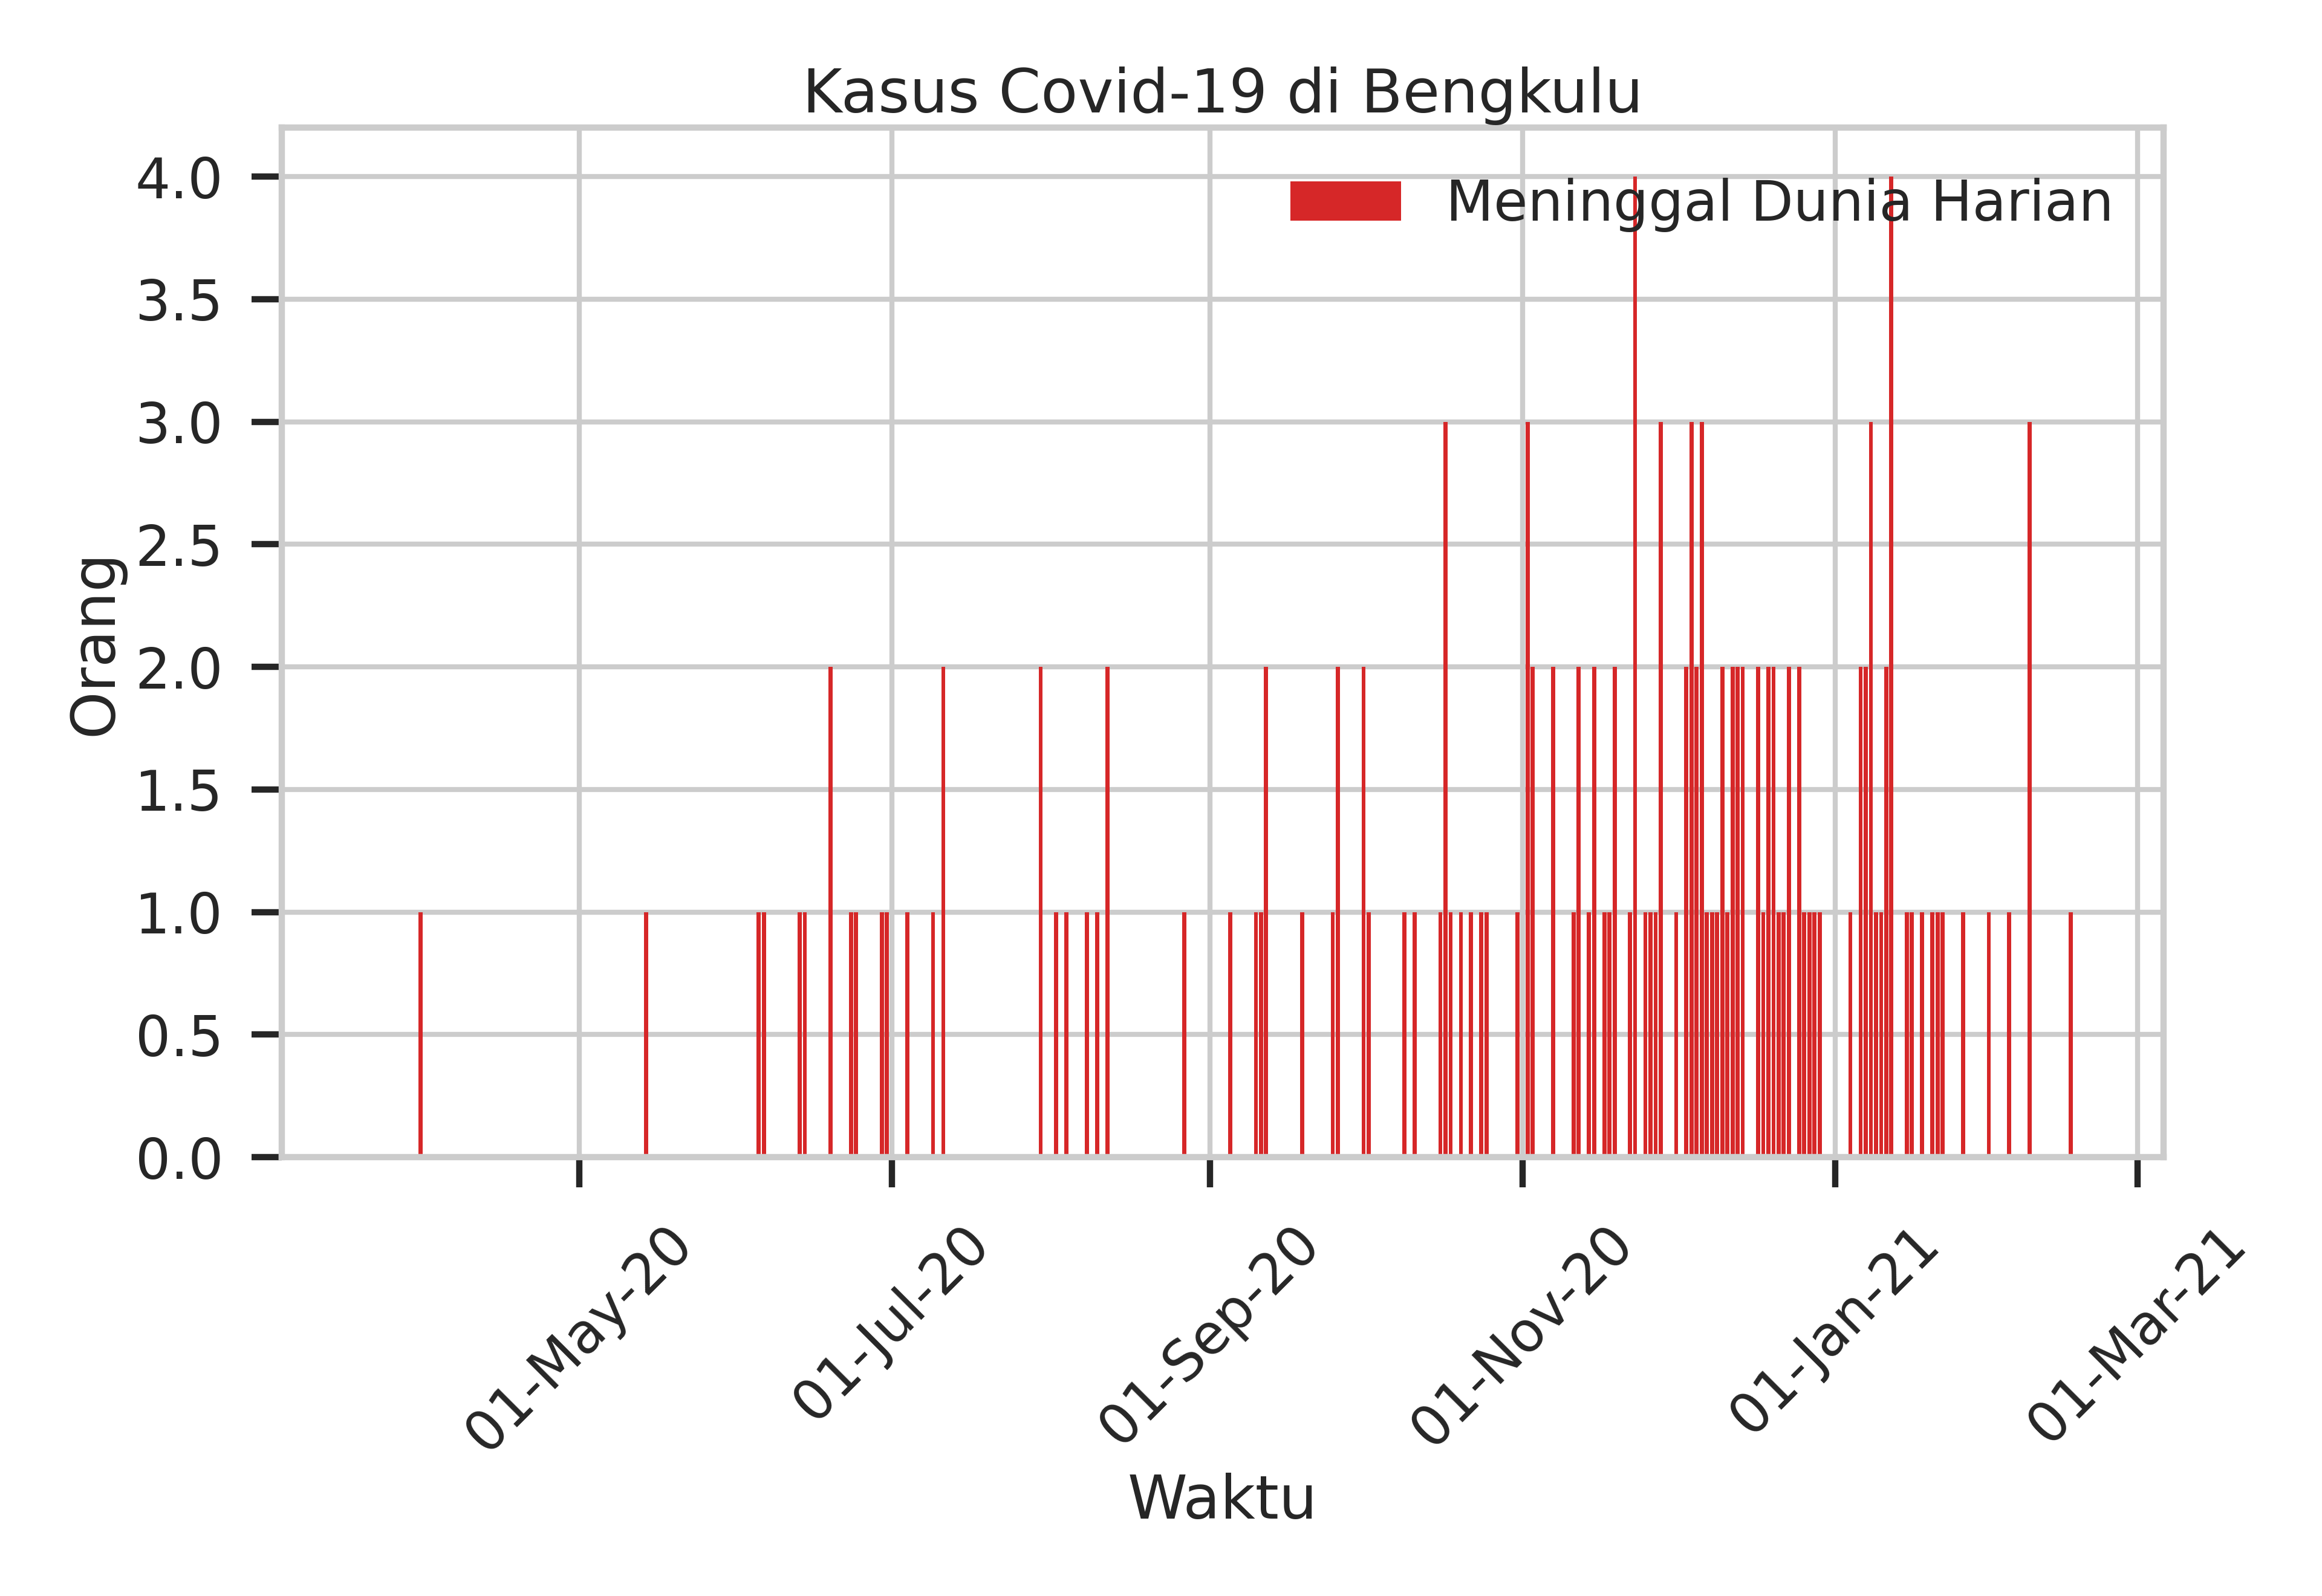 Kasus Covid-19 di Bengkulu
Meninggal Dunia Harian
Orang
4.0
3.5
3.0
2.5
2.0
1.5
1.0
0.5
0.0
01-May-20
01-Jul-20
01-Sep-20
01-Nov-20
01-Jan-21
01-Mar-21
Waktu